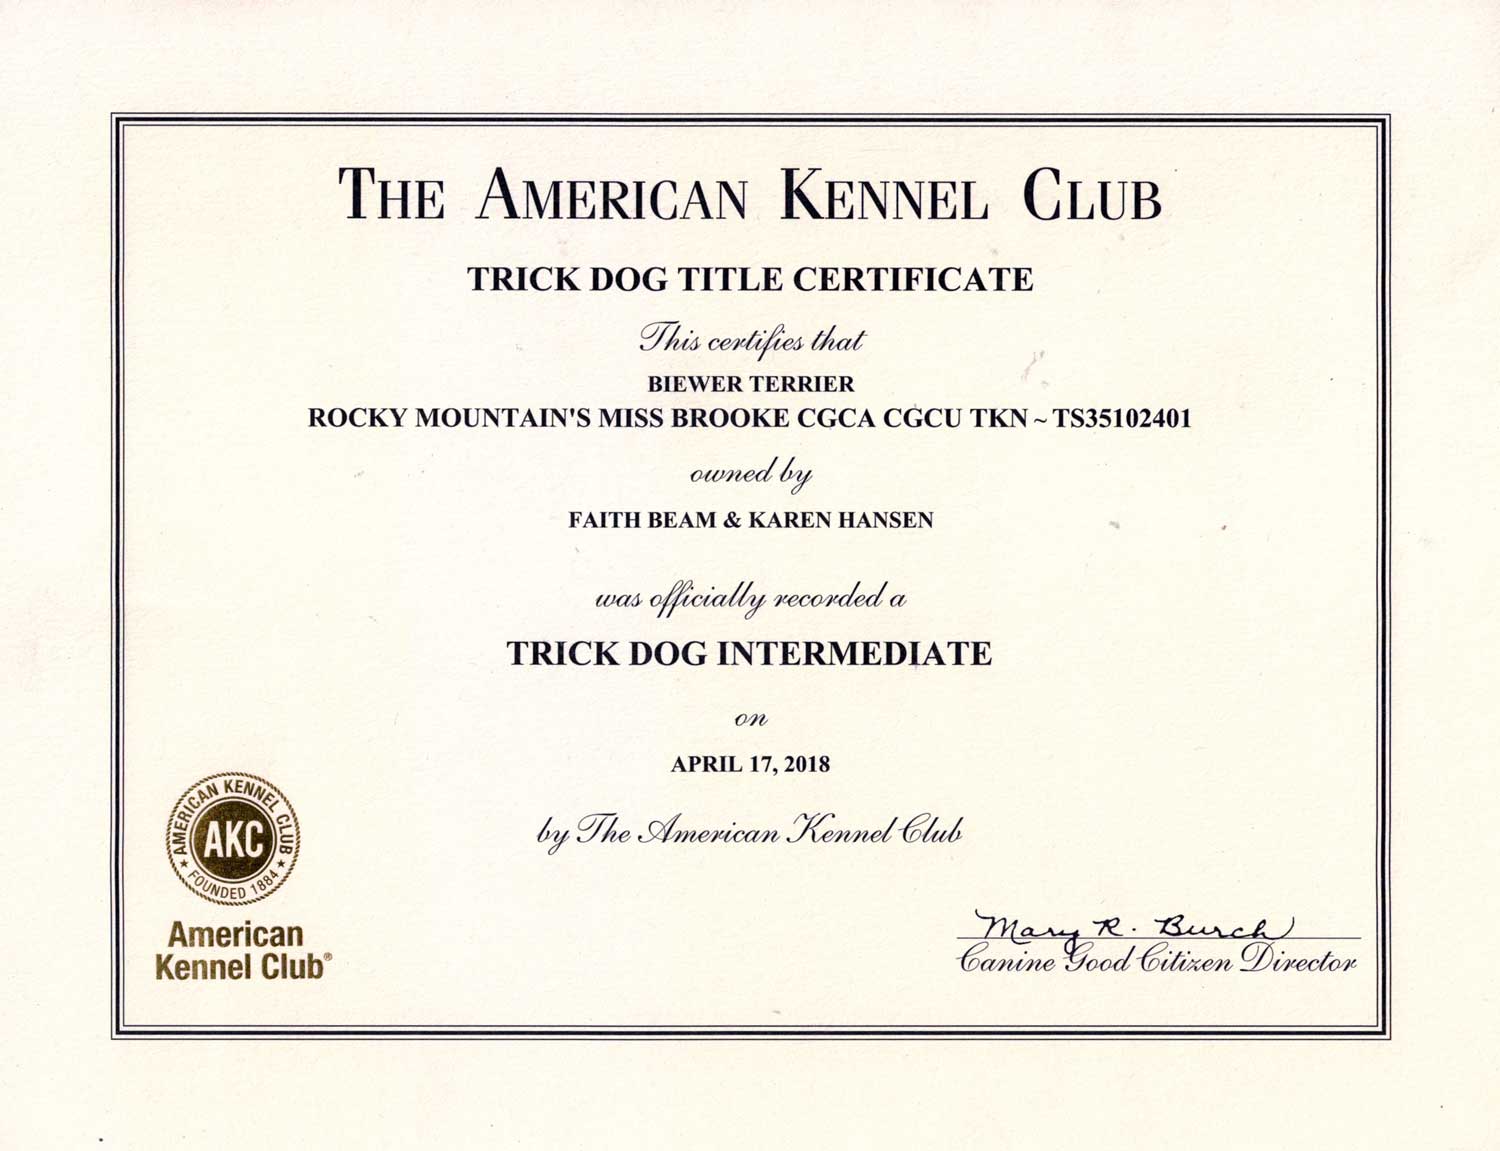 THE AMERICAN KENNEL CLUB
TRICK DOG TITLE CERTIFICATE
This certifies that
BIEWER TERRIER
ROCKY MOUNTAIN'S MISS BROOKE CGCA CGCU TKN ~ TS35102401
owned by
FAITH BEAM & KAREN HANSEN
was officially recorded a
TRICK DOG INTERMEDIATE
on
APRIL 17, 2018
by The American Kennel Club
AMERICAN KENNEL CLUB
AKC
★ FOUNDED 1884 ★
American
Kennel Club®
Mary R. Burch
Canine Good Citizen Director